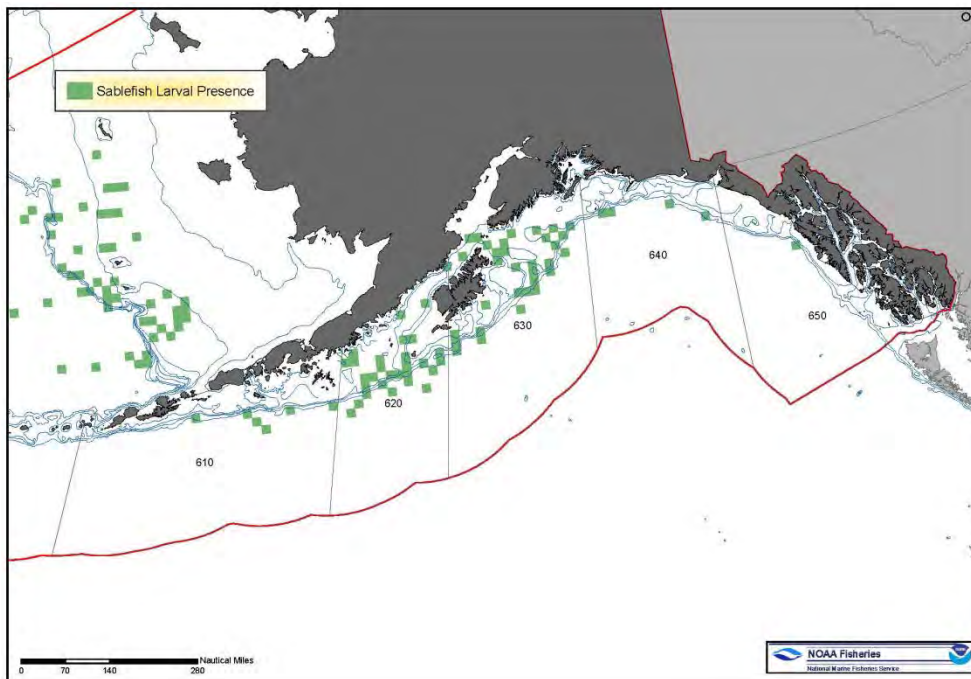 Sablefish Larval Presence
640
650
630
620
610
Nautical Miles
0 70 140 280
NOAA Fisheries
National Marine Fisheries Service